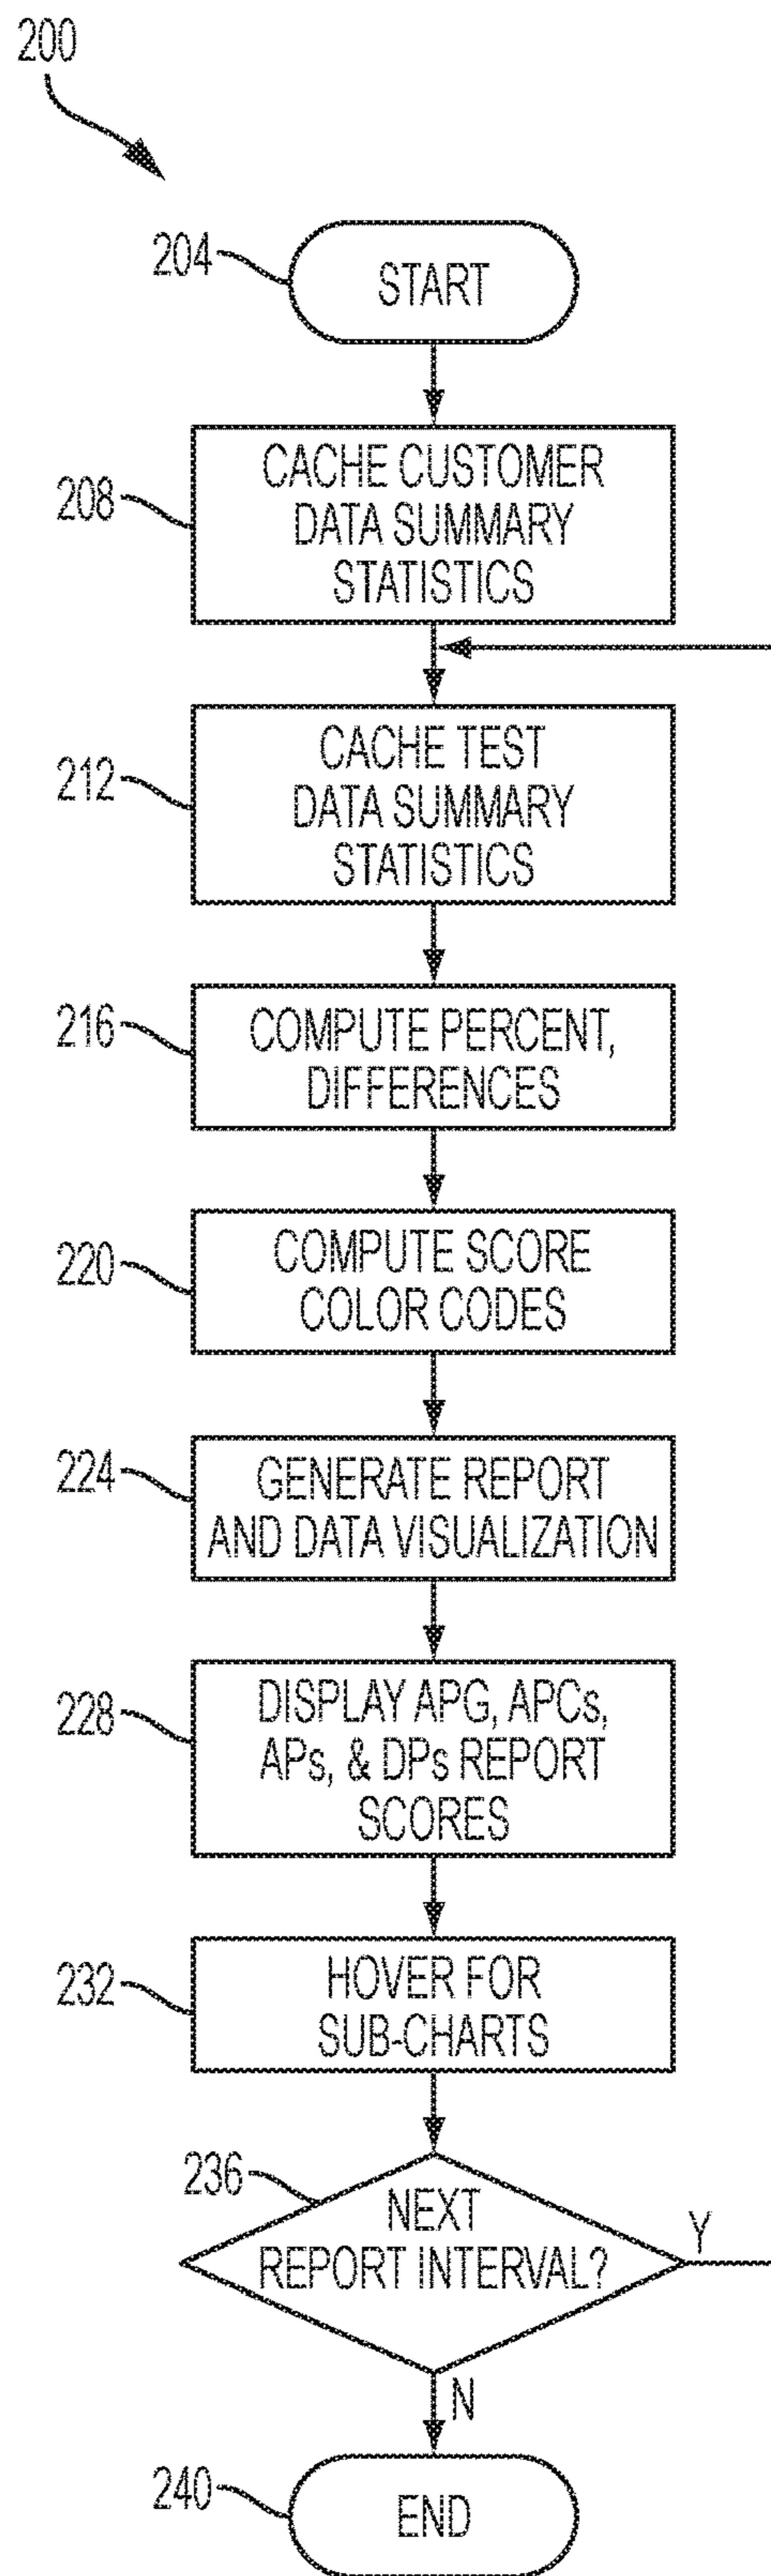 200
204
START
208
CACHE CUSTOMER
DATA SUMMARY
STATISTICS
212
CACHE TEST
DATA SUMMARY
STATISTICS
216
COMPUTE PERCENT,
DIFFERENCES
220
COMPUTE SCORE
COLOR CODES
224
GENERATE REPORT
AND DATA VISUALIZATION
228
DISPLAY APG, APCs,
APs, & DPs REPORT
SCORES
232
HOVER FOR
SUB-CHARTS
236
NEXT
REPORT INTERVAL?
Y
N
240
END